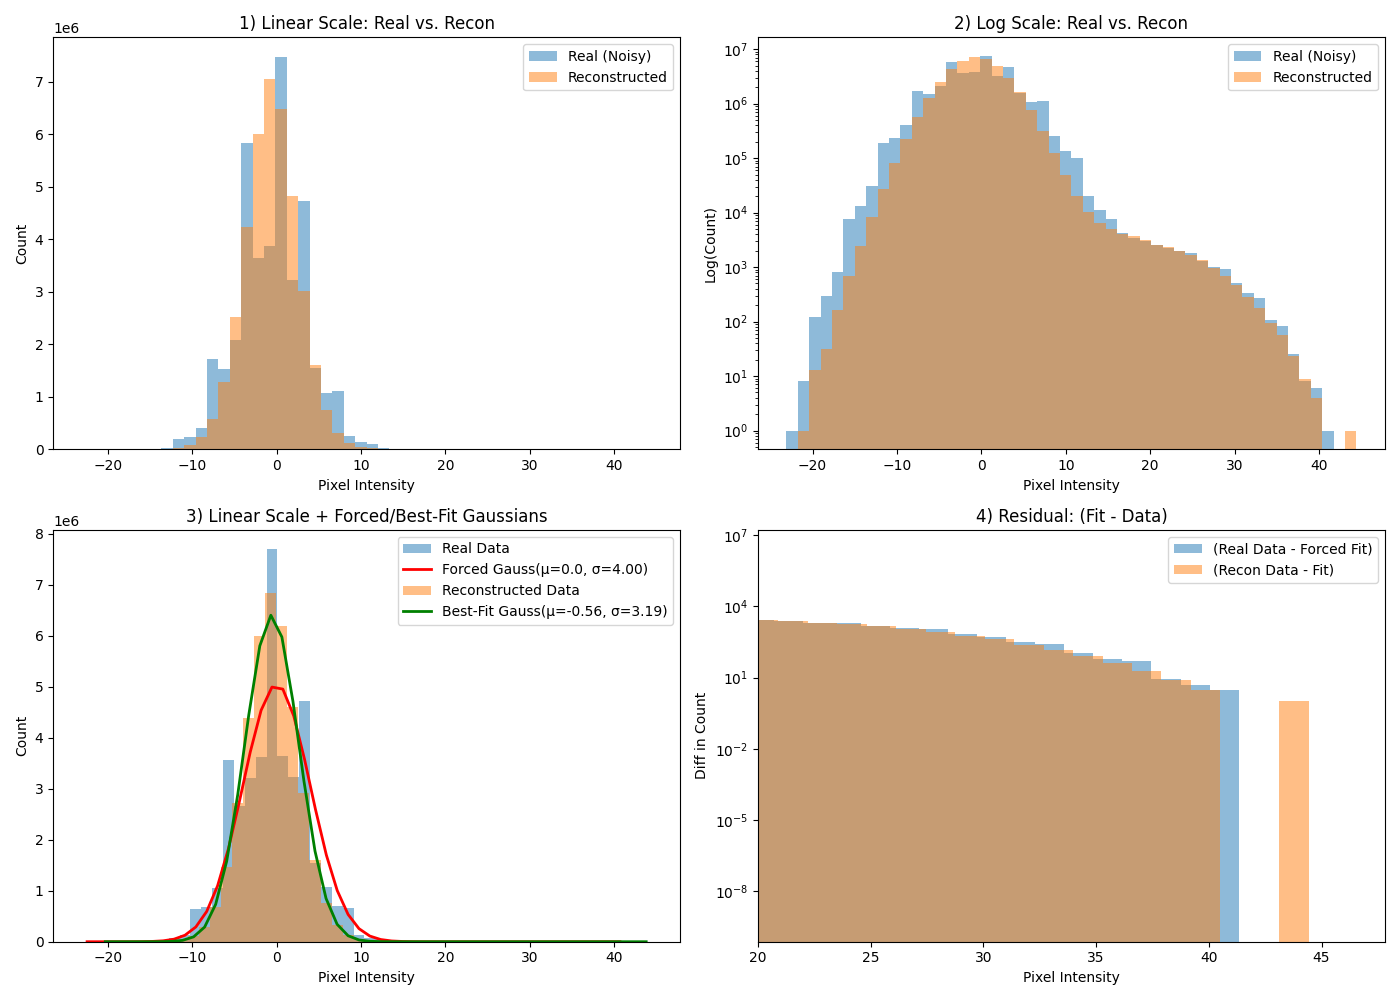 1) Linear Scale: Real vs. Recon
1e6
Real (Noisy)
Reconstructed
Count
7
6
5
4
3
2
1
0
−20 −10 0 10 20 30 40
Pixel Intensity
2) Log Scale: Real vs. Recon
Real (Noisy)
Reconstructed
Log(Count)
10⁷
10⁶
10⁵
10⁴
10³
10²
10¹
10⁰
−20 −10 0 10 20 30 40
Pixel Intensity
3) Linear Scale + Forced/Best-Fit Gaussians
1e6
Real Data
Forced Gauss(μ=0.0, σ=4.00)
Reconstructed Data
Best-Fit Gauss(μ=-0.56, σ=3.19)
Count
8
7
6
5
4
3
2
1
0
−20 −10 0 10 20 30 40
Pixel Intensity
4) Residual: (Fit - Data)
(Real Data - Forced Fit)
(Recon Data - Fit)
Diff in Count
10⁷
10⁴
10¹
10⁻²
10⁻⁵
10⁻⁸
20 25 30 35 40 45
Pixel Intensity